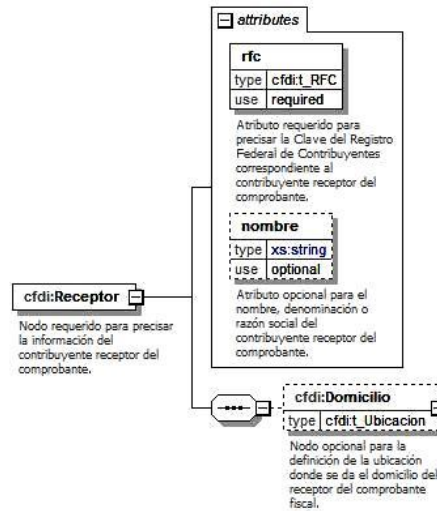 attributes
rfc
type cfdi:t_RFC
use required
Atributo requerido para
precisar la Clave del Registro
Federal de Contribuyentes
correspondiente al
contribuyente receptor del
comprobante.
nombre
type xs:string
use optional
Atributo opcional para el
nombre, denominación o
razón social del
contribuyente receptor del
comprobante.
cfdi:Receptor
Nodo requerido para precisar
la información del
contribuyente receptor del
comprobante.
cfdi:Domicilio
type cfdi:t_Ubicacion
Nodo opcional para la
definición de la ubicación
donde se da el domicilio del
receptor del comprobante
fiscal.